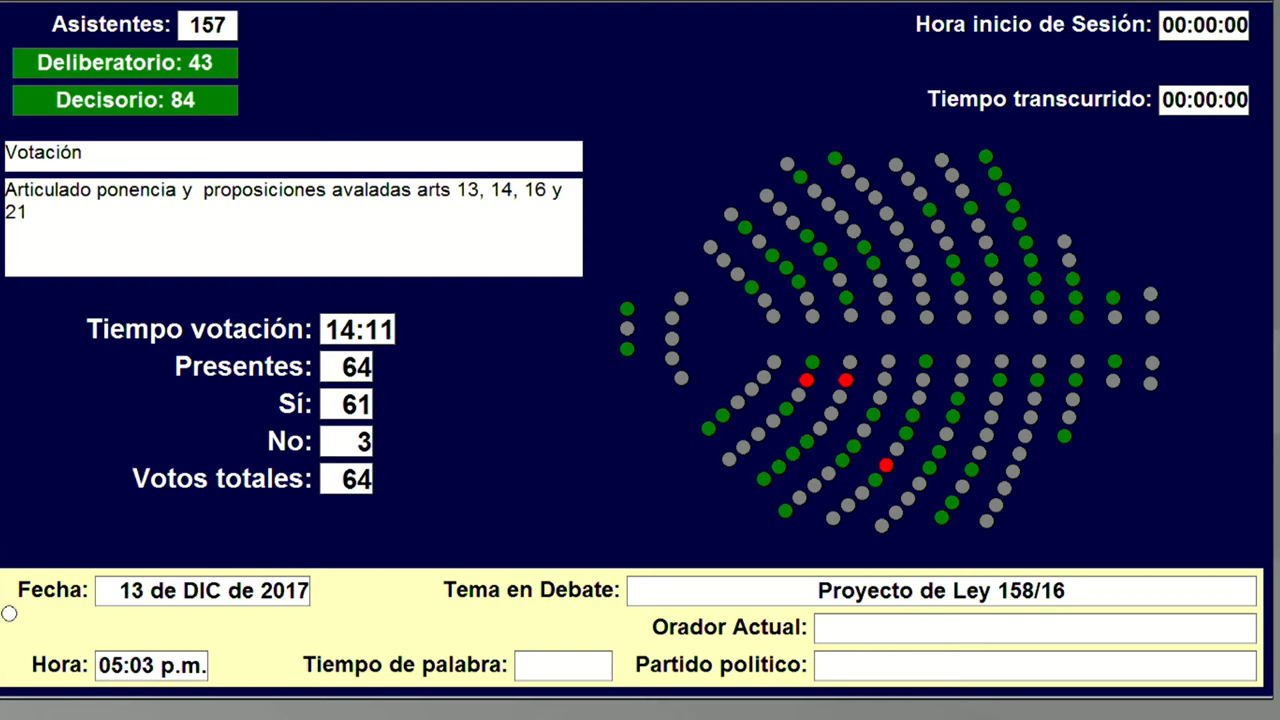 Asistentes: 157
Hora inicio de Sesión: 00:00:00
Deliberatorio: 43
Decisorio: 84
Tiempo transcurrido: 00:00:00
Votación
Articulado ponencia y  proposiciones avaladas arts 13, 14, 16 y
21
Tiempo votación: 14:11
Presentes: 64
Sí: 61
No: 3
Votos totales: 64
Fecha: 13 de DIC de 2017
Tema en Debate: Proyecto de Ley 158/16
Orador Actual:
Hora: 05:03 p.m.
Tiempo de palabra:
Partido politico: